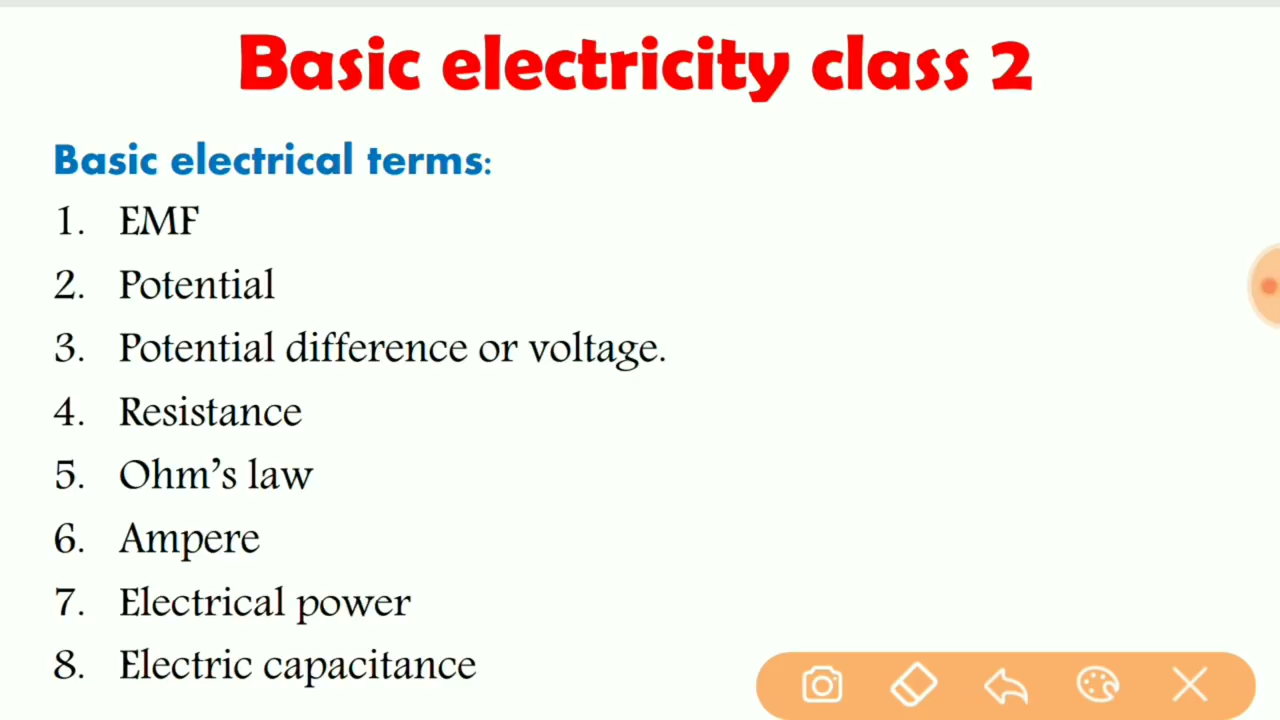 Basic electricity class 2
Basic electrical terms:
1. EMF
2. Potential
3. Potential difference or voltage.
4. Resistance
5. Ohm’s law
6. Ampere
7. Electrical power
8. Electric capacitance